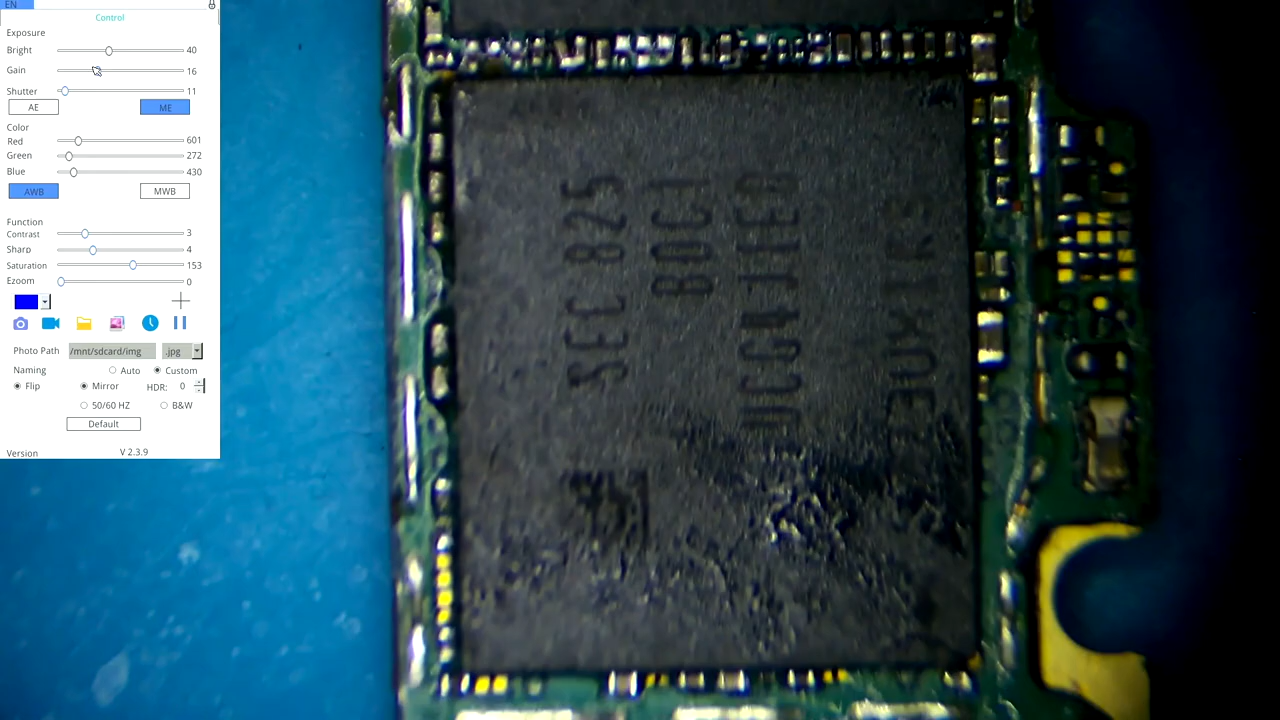 EN
Control
Exposure
Bright 40
Gain 16
Shutter 11
AE ME
Color
Red 601
Green 272
Blue 430
AWB MWB
Function
Contrast 3
Sharp 4
Saturation 153
Ezoom 0
Photo Path /mnt/sdcard/img .jpg
Naming Auto Custom
Flip Mirror HDR: 0
50/60 HZ B&W
Default
Version V 2.3.9
SEC 825
B0C1